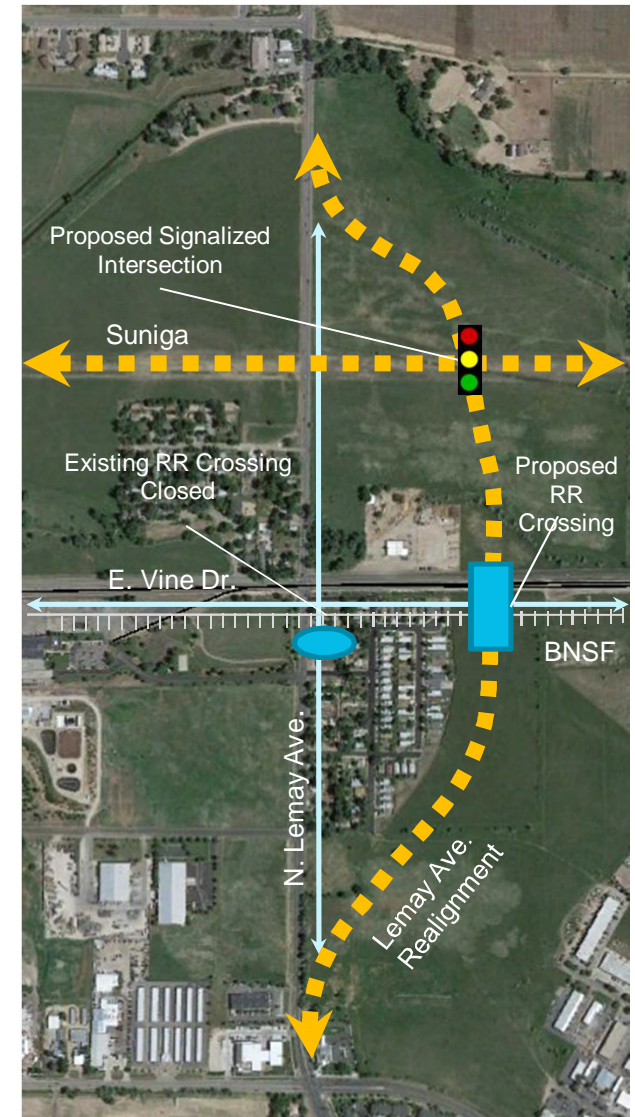 Proposed Signalized
Intersection
Suniga
Existing RR Crossing
Closed
Proposed
RR
Crossing
E. Vine Dr.
BNSF
N. Lemay Ave.
Lemay Ave.
Realignment